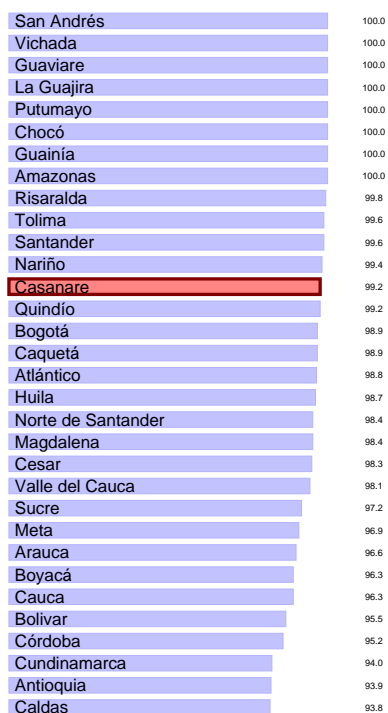 San Andrés 100.0
Vichada 100.0
Guaviare 100.0
La Guajira 100.0
Putumayo 100.0
Chocó 100.0
Guainía 100.0
Amazonas 100.0
Risaralda 99.8
Tolima 99.6
Santander 99.6
Nariño 99.4
Casanare 99.2
Quindío 99.2
Bogotá 98.9
Caquetá 98.9
Atlántico 98.8
Huila 98.7
Norte de Santander 98.4
Magdalena 98.4
Cesar 98.3
Valle del Cauca 98.1
Sucre 97.2
Meta 96.9
Arauca 96.6
Boyacá 96.3
Cauca 96.3
Bolivar 95.5
Córdoba 95.2
Cundinamarca 94.0
Antioquia 93.9
Caldas 93.8